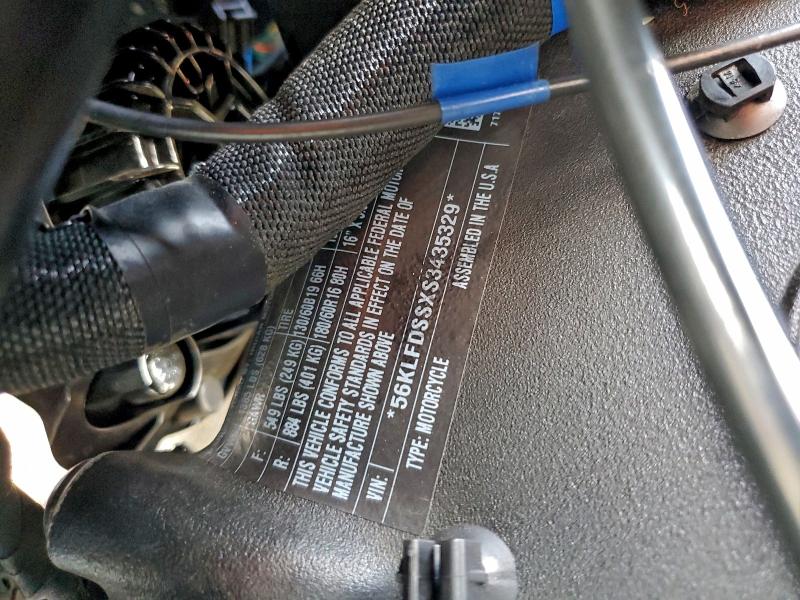 549 LBS (249 KG) 130/60B19 66H
R: 884 LBS (401 KG) 180/60R16 80H
16" X
TIRE
F:
THIS VEHICLE CONFORMS TO ALL APPLICABLE FEDERAL MOTOR
VEHICLE SAFETY STANDARDS IN EFFECT ON THE DATE OF
MANUFACTURE SHOWN ABOVE
VIN: *56KLFDSSXS3435329*
TYPE: MOTORCYCLE ASSEMBLED IN THE U.S.A